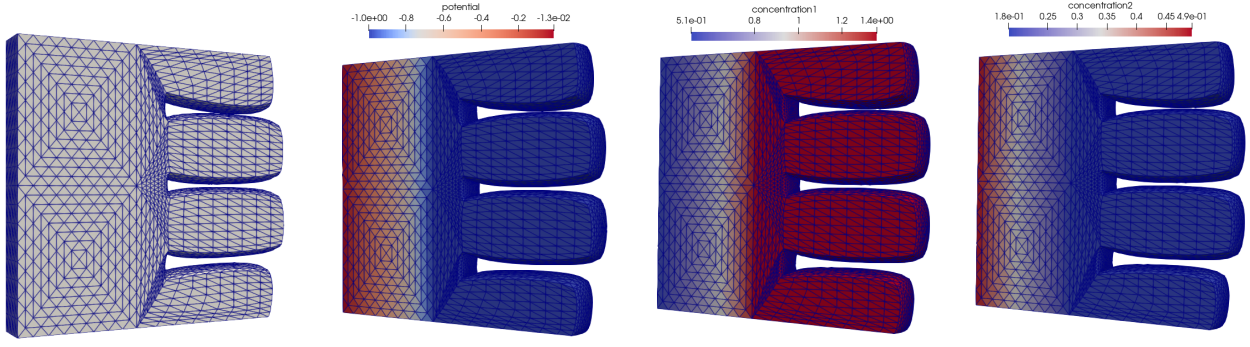 potential
-1.0e+00 -0.8 -0.6 -0.4 -0.2 -1.3e-02
concentration1
5.1e-01 0.8 1 1.2 1.4e+00
concentration2
1.8e-01 0.25 0.3 0.35 0.4 0.45 4.9e-01